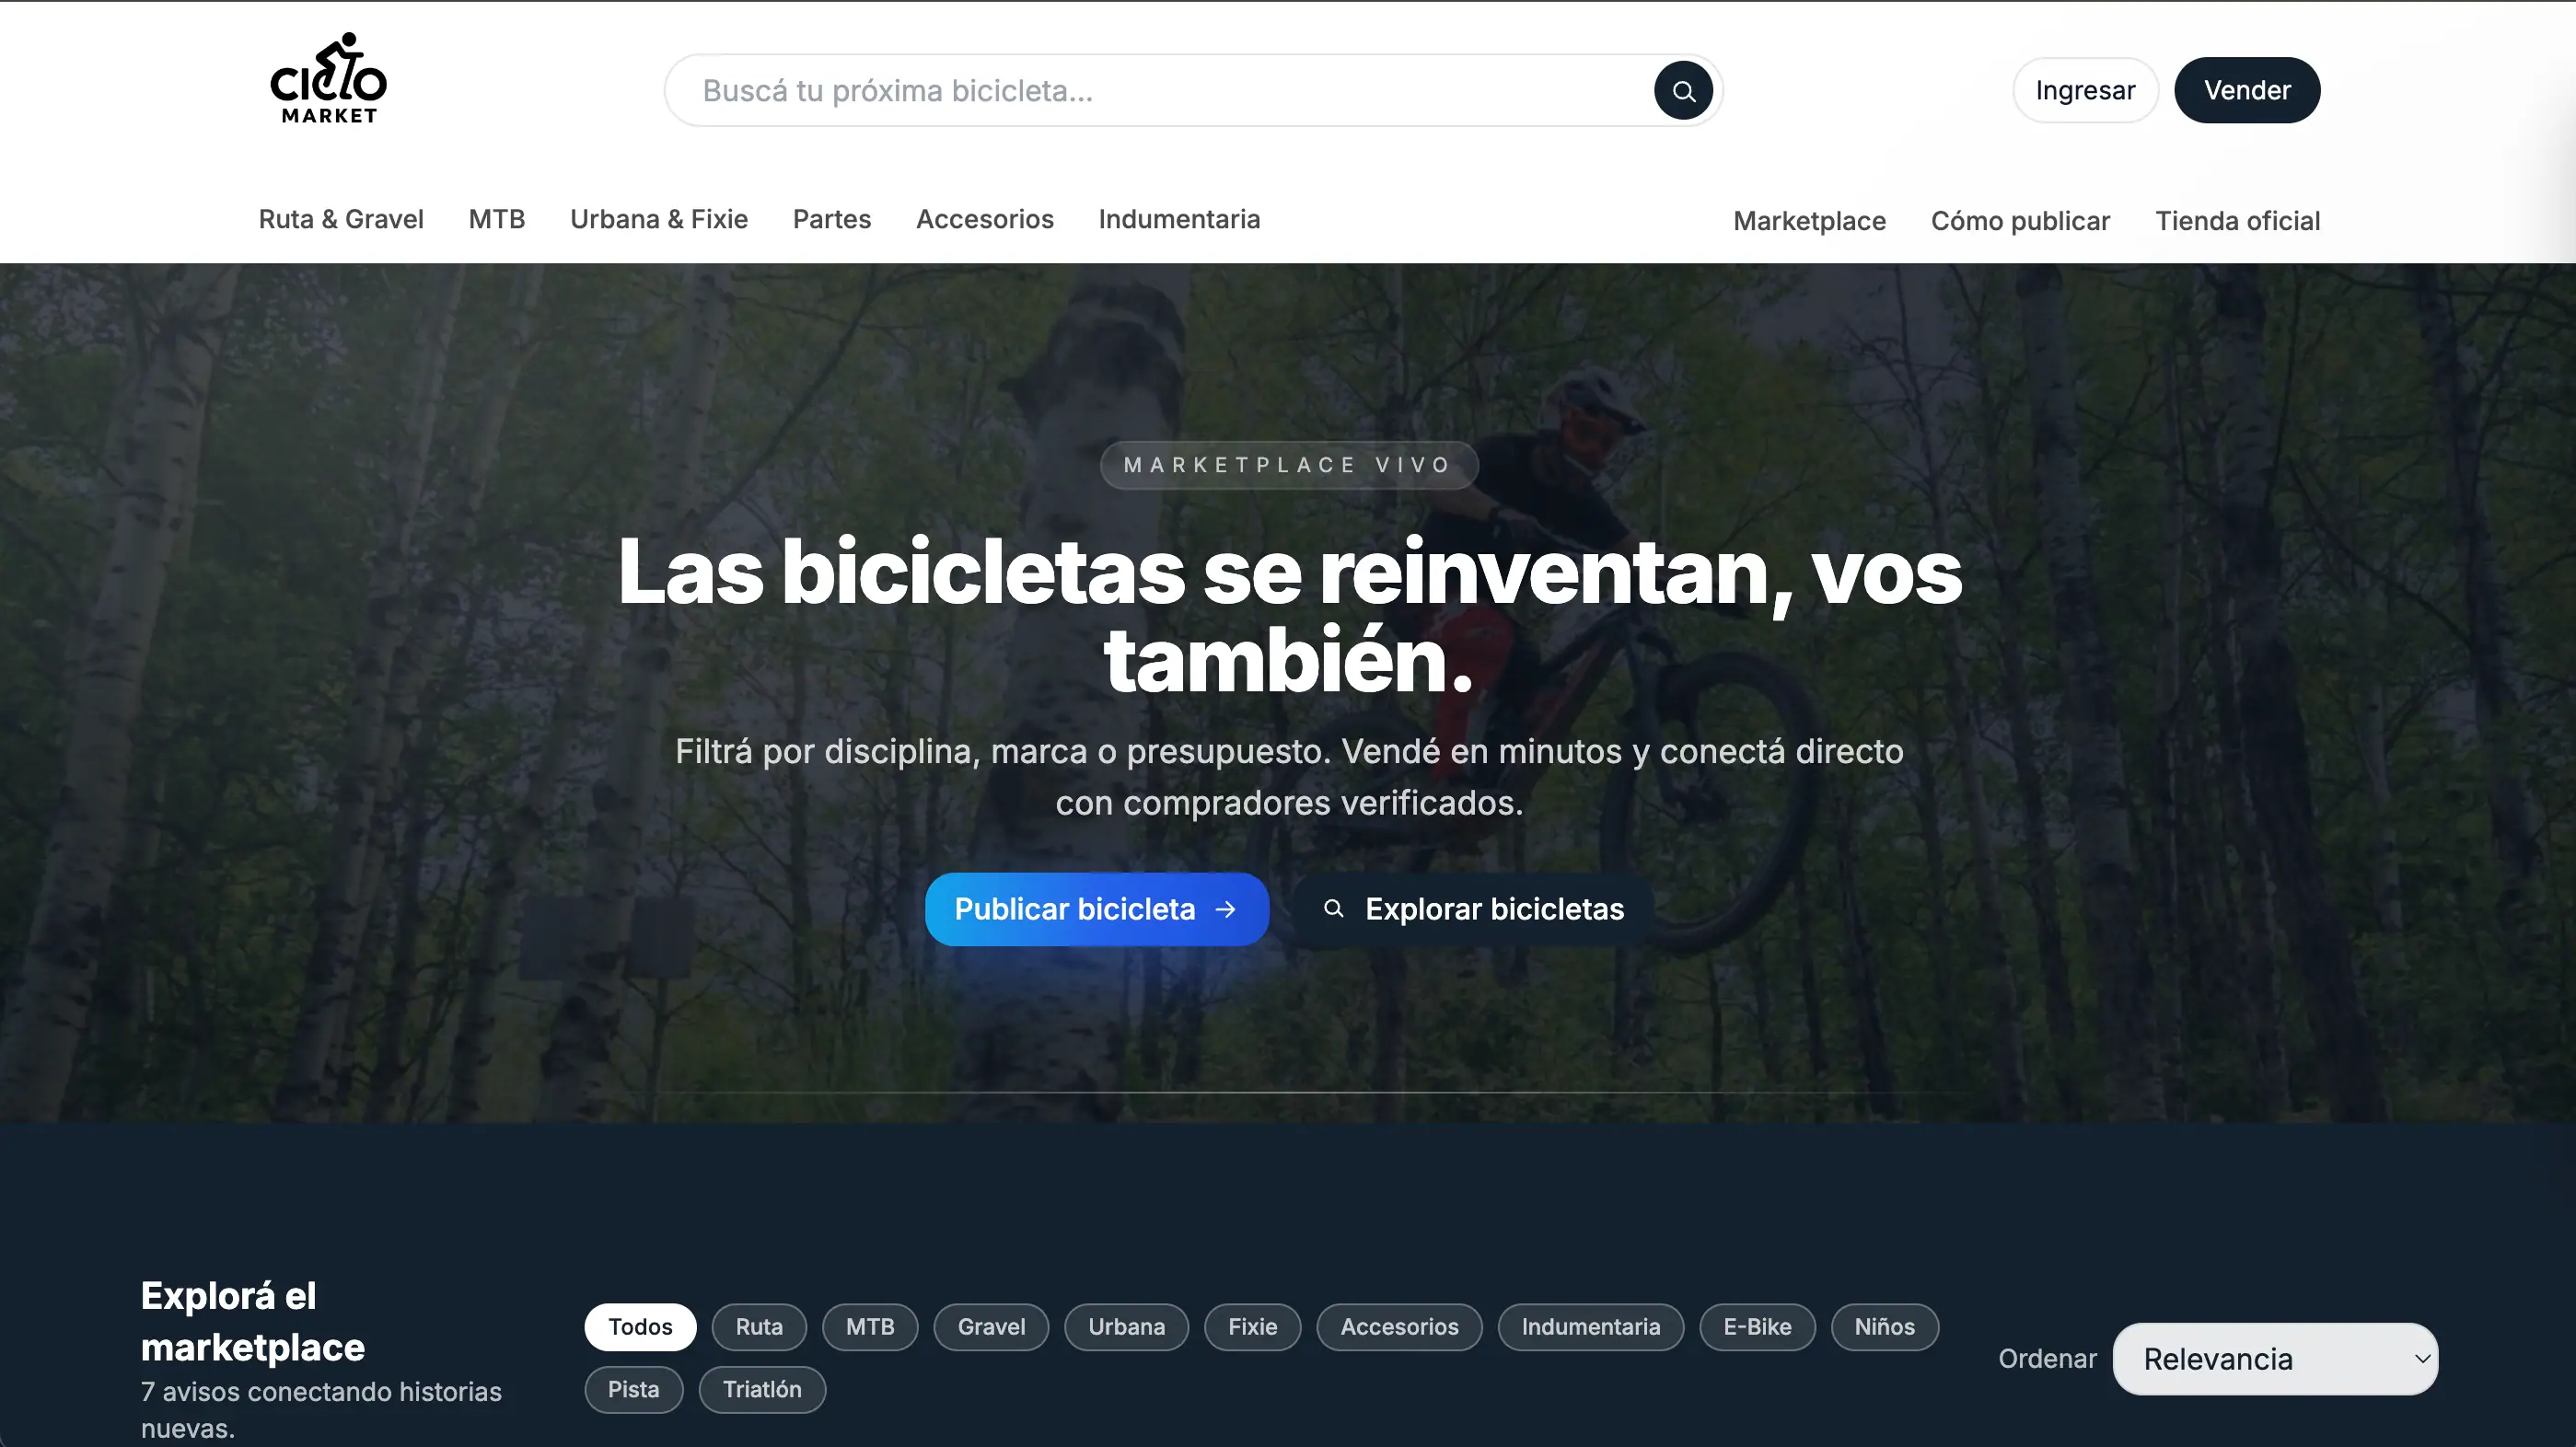 ciclo
MARKET
Buscá tu próxima bicicleta...
Ingresar
Vender
Ruta & Gravel
MTB
Urbana & Fixie
Partes
Accesorios
Indumentaria
Marketplace
Cómo publicar
Tienda oficial
MARKETPLACE VIVO
Las bicicletas se reinventan, vos
también.
Filtrá por disciplina, marca o presupuesto. Vendé en minutos y conectá directo
con compradores verificados.
Publicar bicicleta →
Explorar bicicletas
Explorá el
marketplace
7 avisos conectando historias
nuevas.
Todos
Ruta
MTB
Gravel
Urbana
Fixie
Accesorios
Indumentaria
E-Bike
Niños
Pista
Triatlón
Ordenar
Relevancia